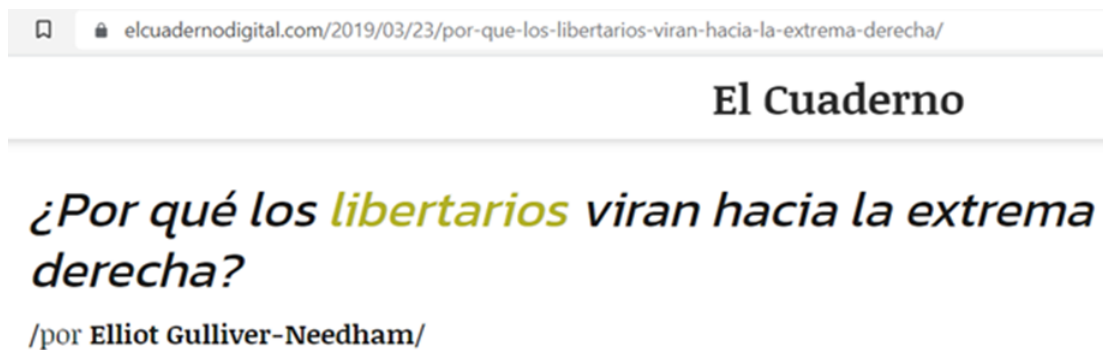 elcuadernodigital.com/2019/03/23/por-que-los-libertarios-viran-hacia-la-extrema-derecha/
El Cuaderno
¿Por qué los libertarios viran hacia la extrema
derecha?
/por Elliot Gulliver-Needham/